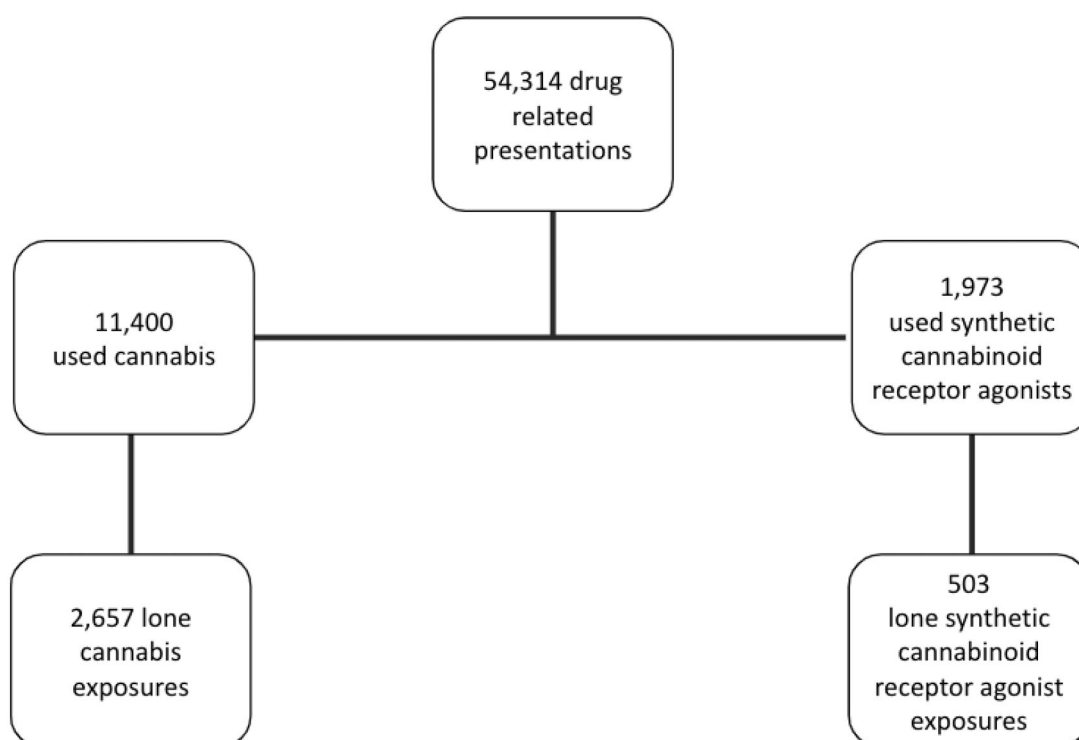 54,314 drug
related
presentations
11,400
used cannabis
1,973
used synthetic
cannabinoid
receptor agonists
2,657 lone
cannabis
exposures
503
lone synthetic
cannabinoid
receptor agonist
exposures